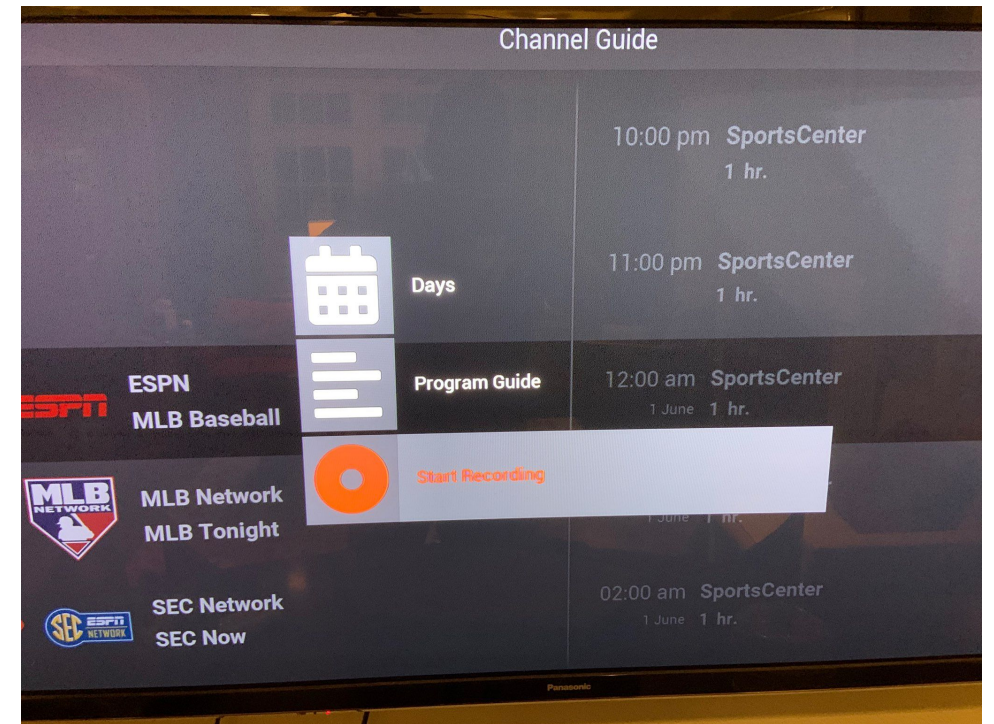 Channel Guide
10:00 pm SportsCenter
1 hr.
11:00 pm SportsCenter
1 hr.
Days
ESPN
ESPN
MLB Baseball
Program Guide
12:00 am SportsCenter
1 June 1 hr.
Start Recording
MLB
NETWORK
MLB Network
MLB Tonight
1 June 1 hr.
SEC
ESPN
NETWORK
SEC Network
SEC Now
02:00 am SportsCenter
1 June 1 hr.
Panasonic